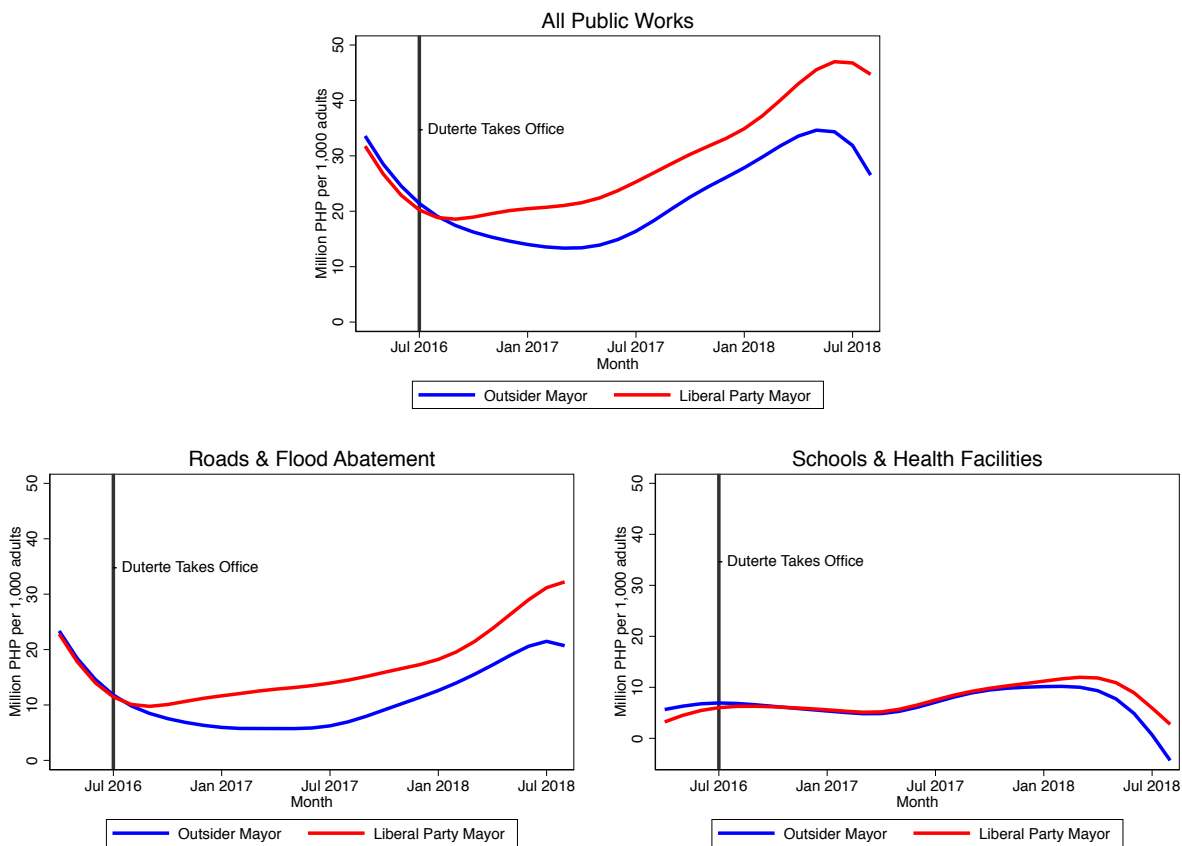 All Public Works
Million PHP per 1,000 adults
50
40
30
20
10
0
Duterte Takes Office
Jul 2016 Jan 2017 Jul 2017 Jan 2018 Jul 2018
Month
Outsider Mayor Liberal Party Mayor
Roads & Flood Abatement
Million PHP per 1,000 adults
50
40
30
20
10
0
Duterte Takes Office
Jul 2016 Jan 2017 Jul 2017 Jan 2018 Jul 2018
Month
Outsider Mayor Liberal Party Mayor
Schools & Health Facilities
Million PHP per 1,000 adults
50
40
30
20
10
0
Duterte Takes Office
Jul 2016 Jan 2017 Jul 2017 Jan 2018 Jul 2018
Month
Outsider Mayor Liberal Party Mayor